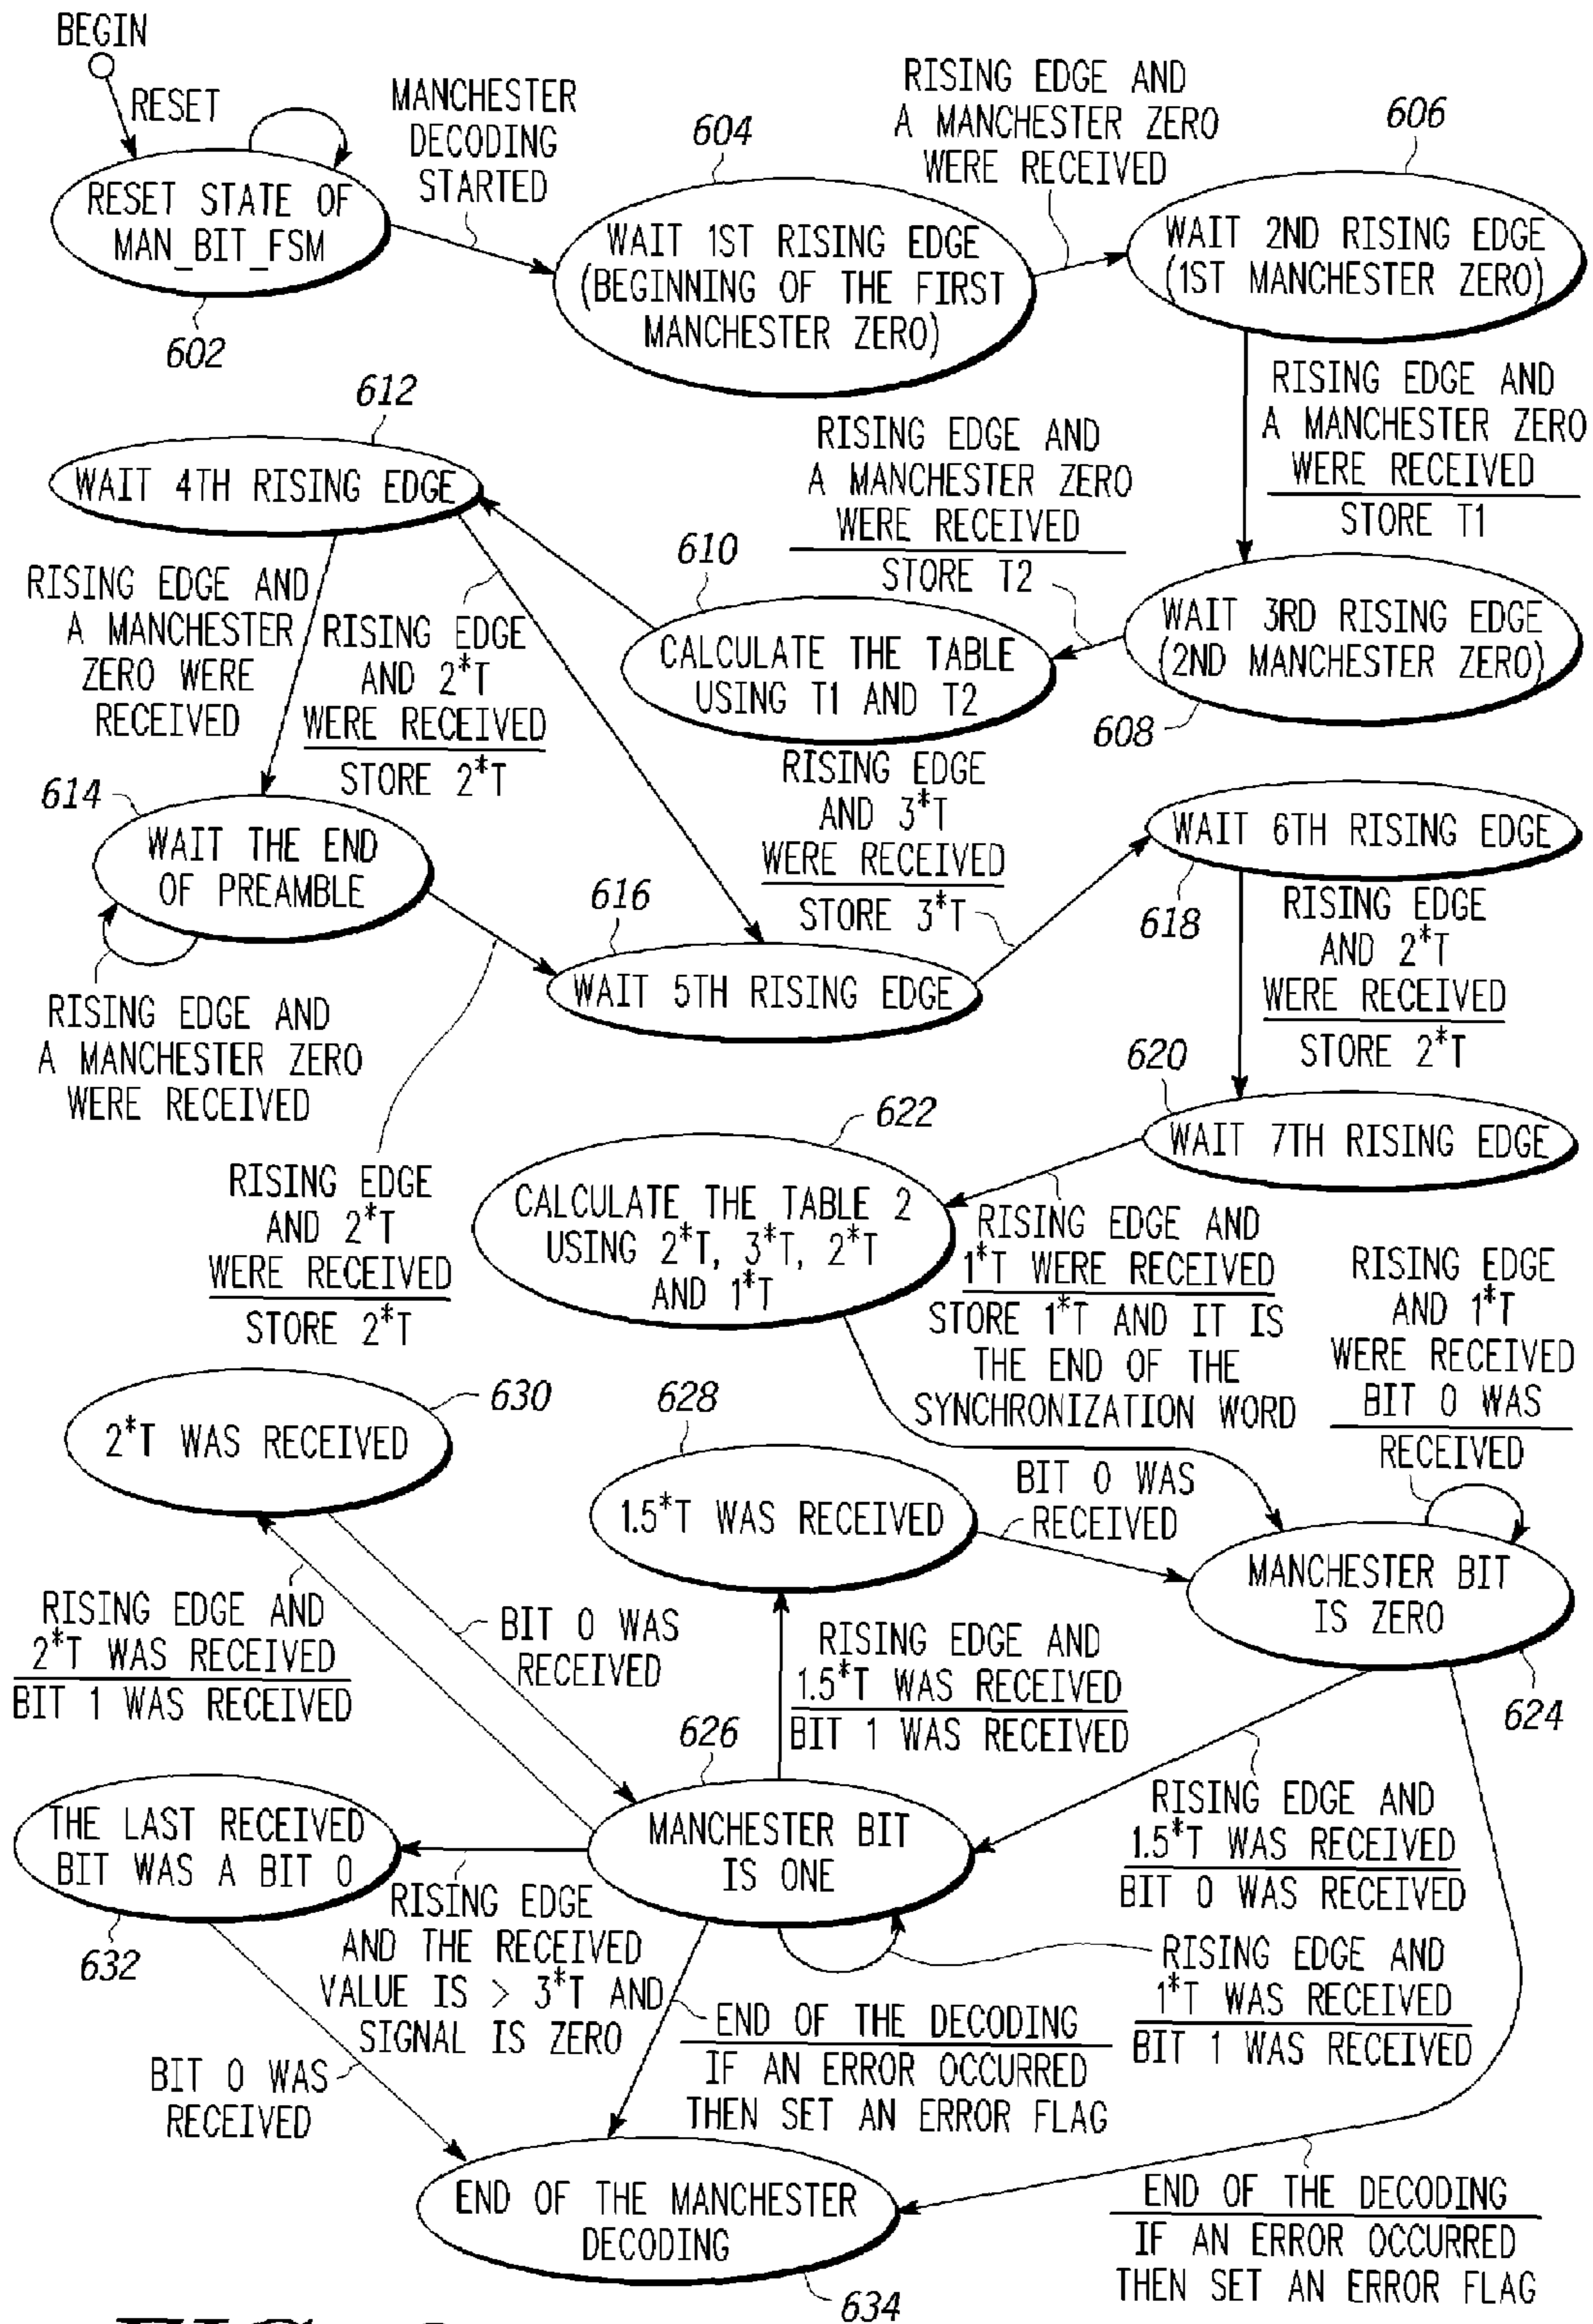 BEGIN
RESET
RESET STATE OF
MAN_BIT_FSM
602
MANCHESTER
DECODING
STARTED
604
WAIT 1ST RISING EDGE
(BEGINNING OF THE FIRST
MANCHESTER ZERO)
RISING EDGE AND
A MANCHESTER ZERO
WERE RECEIVED
606
WAIT 2ND RISING EDGE
(1ST MANCHESTER ZERO)
RISING EDGE AND
A MANCHESTER ZERO
WERE RECEIVED
STORE T1
WAIT 3RD RISING EDGE
(2ND MANCHESTER ZERO)
608
RISING EDGE AND
A MANCHESTER ZERO
WERE RECEIVED
STORE T2
610
CALCULATE THE TABLE
USING T1 AND T2
612
WAIT 4TH RISING EDGE
RISING EDGE AND
A MANCHESTER
ZERO WERE
RECEIVED
RISING EDGE
AND 2*T
WERE RECEIVED
STORE 2*T
614
WAIT THE END
OF PREAMBLE
RISING EDGE AND
A MANCHESTER ZERO
WERE RECEIVED
RISING EDGE
AND 2*T
WERE RECEIVED
STORE 2*T
616
WAIT 5TH RISING EDGE
RISING EDGE
AND 3*T
WERE RECEIVED
STORE 3*T
WAIT 6TH RISING EDGE
618
RISING EDGE
AND 2*T
WERE RECEIVED
STORE 2*T
620
WAIT 7TH RISING EDGE
RISING EDGE AND
1*T WERE RECEIVED
STORE 1*T AND IT IS
THE END OF THE
SYNCHRONIZATION WORD
622
CALCULATE THE TABLE 2
USING 2*T, 3*T, 2*T
AND 1*T
RISING EDGE
AND 1*T
WERE RECEIVED
BIT 0 WAS
RECEIVED
MANCHESTER BIT
IS ZERO
624
628
1.5*T WAS RECEIVED
BIT 0 WAS
RECEIVED
630
2*T WAS RECEIVED
RISING EDGE AND
2*T WAS RECEIVED
BIT 1 WAS RECEIVED
BIT 0 WAS
RECEIVED
RISING EDGE AND
1.5*T WAS RECEIVED
BIT 1 WAS RECEIVED
626
MANCHESTER BIT
IS ONE
RISING EDGE AND
1.5*T WAS RECEIVED
BIT 0 WAS RECEIVED
RISING EDGE AND
1*T WAS RECEIVED
BIT 1 WAS RECEIVED
THE LAST RECEIVED
BIT WAS A BIT 0
632
RISING EDGE
AND THE RECEIVED
VALUE IS > 3*T AND
SIGNAL IS ZERO
END OF THE DECODING
IF AN ERROR OCCURRED
THEN SET AN ERROR FLAG
BIT 0 WAS
RECEIVED
END OF THE MANCHESTER
DECODING
634
END OF THE DECODING
IF AN ERROR OCCURRED
THEN SET AN ERROR FLAG